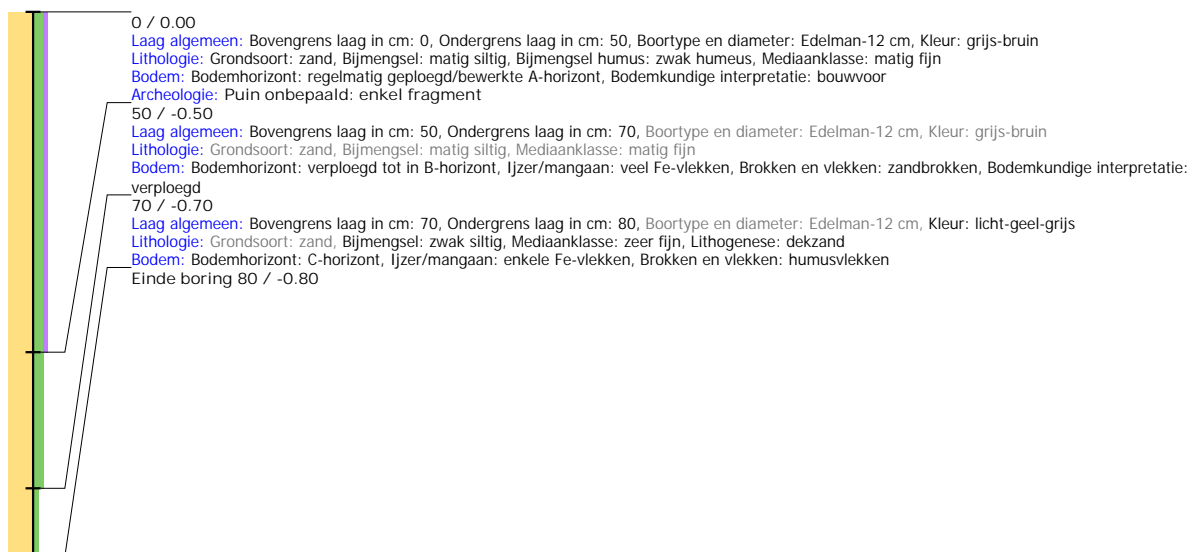 0 / 0.00
Laag algemeen: Bovengrens laag in cm: 0, Ondergrens laag in cm: 50, Boortype en diameter: Edelman-12 cm, Kleur: grijs-bruin
Lithologie: Grondsoort: zand, Bijmengsel: matig siltig, Bijmengsel humus: zwak humeus, Mediaanklasse: matig fijn
Bodem: Bodemhorizont: regelmatig geploegd/bewerkte A-horizont, Bodemkundige interpretatie: bouwvoor
Archeologie: Puin onbepaald: enkel fragment
50 / -0.50
Laag algemeen: Bovengrens laag in cm: 50, Ondergrens laag in cm: 70, Boortype en diameter: Edelman-12 cm, Kleur: grijs-bruin
Lithologie: Grondsoort: zand, Bijmengsel: matig siltig, Mediaanklasse: matig fijn
Bodem: Bodemhorizont: verploegd tot in B-horizont, Ijzer/mangaan: veel Fe-vlekken, Brokken en vlekken: zandbrokken, Bodemkundige interpretatie:
verploegd
70 / -0.70
Laag algemeen: Bovengrens laag in cm: 70, Ondergrens laag in cm: 80, Boortype en diameter: Edelman-12 cm, Kleur: licht-geel-grijs
Lithologie: Grondsoort: zand, Bijmengsel: zwak siltig, Mediaanklasse: zeer fijn, Lithogenese: dekzand
Bodem: Bodemhorizont: C-horizont, Ijzer/mangaan: enkele Fe-vlekken, Brokken en vlekken: humusvlekken
Einde boring 80 / -0.80